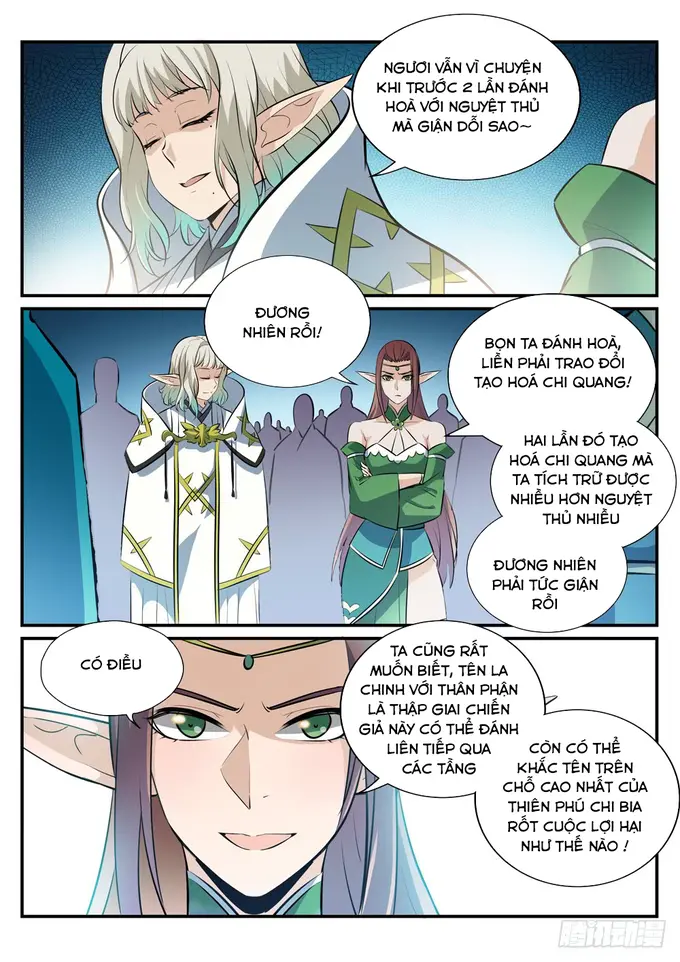 NGƯƠI VẪN VÌ CHUYỆN
KHI TRƯỚC 2 LẦN ĐÁNH
HOÀ VỚI NGUYỆT THỦ
MÀ GIẬN DỖI SAO~
ĐƯƠNG
NHIÊN RỒI!
BỌN TA ĐÁNH HOÀ,
LIỀN PHẢI TRAO ĐỔI
TẠO HOÁ CHI QUANG!
HAI LẦN ĐÓ TẠO
HOÁ CHI QUANG MÀ
TA TÍCH TRỮ ĐƯỢC
NHIỀU HƠN NGUYỆT
THỦ NHIỀU
ĐƯƠNG NHIÊN
PHẢI TỨC GIẬN
RỒI
CÓ ĐIỀU
TA CŨNG RẤT
MUỐN BIẾT, TÊN LA
CHINH VỚI THÂN PHẬN
LÀ THẬP GIAI CHIẾN
GIẢ NÀY CÓ THỂ ĐÁNH
LIÊN TIẾP QUA
CÁC TẦNG
CÒN CÓ THỂ
KHẮC TÊN TRÊN
CHỖ CAO NHẤT CỦA
THIÊN PHÚ CHI BIA
RỐT CUỘC LỢI HẠI
NHƯ THẾ NÀO !
腾讯动漫